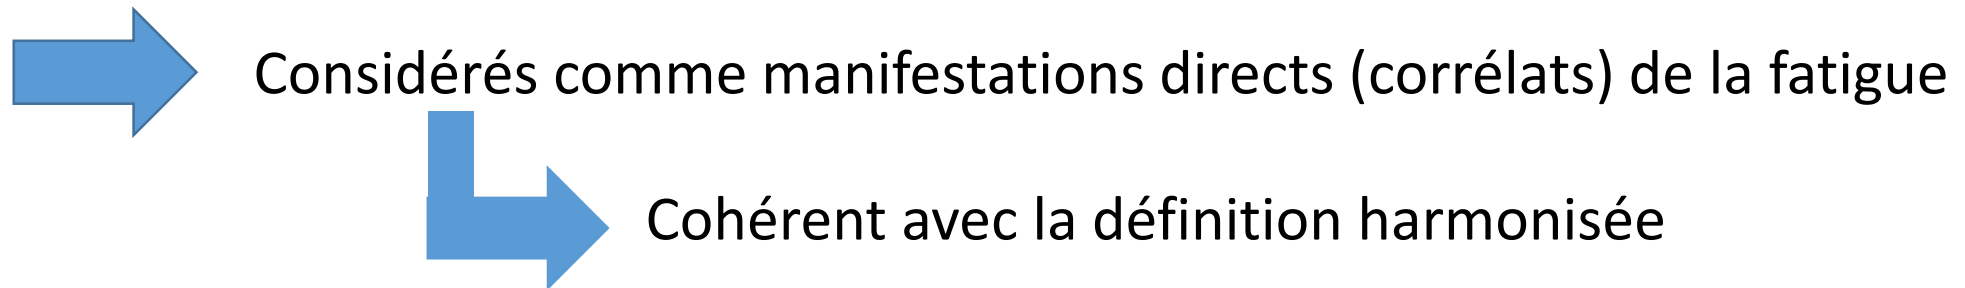 Considérés comme manifestations directs (corrélats) de la fatigue
Cohérent avec la définition harmonisée